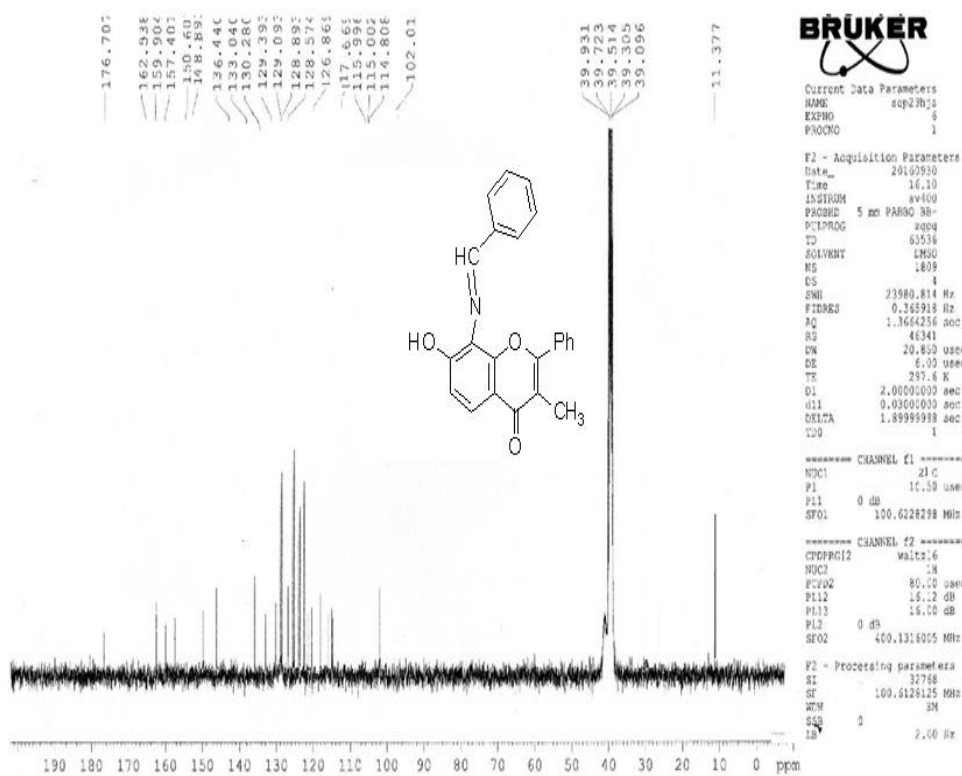 176.707
162.938
159.904
157.401
136.440
133.040
130.280
129.393
129.093
128.893
128.574
126.865
117.669
115.996
115.002
114.808
102.01
39.931
39.723
39.514
39.305
39.096
11.377
BRUKER
Current Data Parameters
NAME
EXPNO 6
PROCNO 1
F2 - Acquisition Parameters
Date_ 20160930
Time 16.10
INSTRUM av400
PROBHD 5 mm PABBO BB-
PULPROG
TD 65536
SOLVENT DMSO
NS 1809
DS 4
SWH 23980.814 Hz
FIDRES 0.365918 Hz
AQ 1.3664256 sec
RG 46341
DW 20.850 usec
DE 6.00 usec
TE 297.6 K
D1 2.00000000 sec
d11 0.03000000 sec
DELTA 1.89999998 sec
TD0 1
======== CHANNEL f1 ========
NUC1
P1 10.50 usec
PL1 0 dB
SFO1 100.6228298 MHz
======== CHANNEL f2 ========
CPDPRG[2 waltz16
NUC2 1H
PCPD2 80.00 usec
PL12 16.12 dB
PL13 16.00 dB
PL2 0 dB
SFO2 400.1316005 MHz
F2 - Processing parameters
SI 32768
SF 100.6128125 MHz
WDW EM
SSB 0
LB 2.00 Hz
HC
N
HO
O
Ph
CH3
O
190 180 170 160 150 140 130 120 110 100 90 80 70 60 50 40 30 20 10 0 ppm